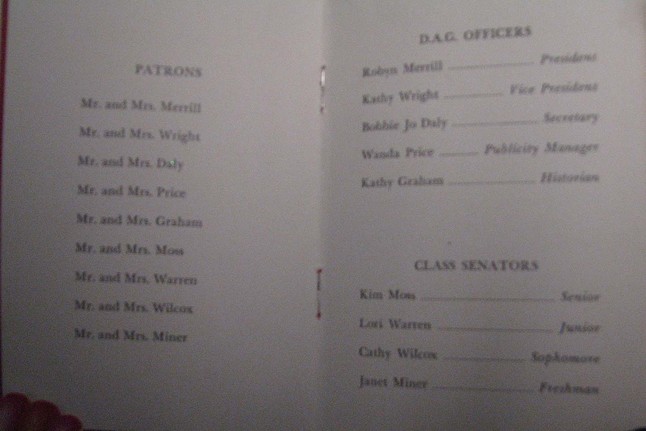 PATRONS
Mr. and Mrs. Merrill
Mr. and Mrs. Wright
Mr. and Mrs. Daly
Mr. and Mrs. Price
Mr. and Mrs. Graham
Mr. and Mrs. Moss
Mr. and Mrs. Warren
Mr. and Mrs. Wilcox
Mr. and Mrs. Miner
D.A.G. OFFICERS
Robyn Merrill President
Kathy Wright Vice President
Bobbie Jo Daly Secretary
Wanda Price Publicity Manager
Kathy Graham Historian
CLASS SENATORS
Kim Moss Senior
Lori Warren Junior
Cathy Wilcox Sophomore
Janet Miner Freshman